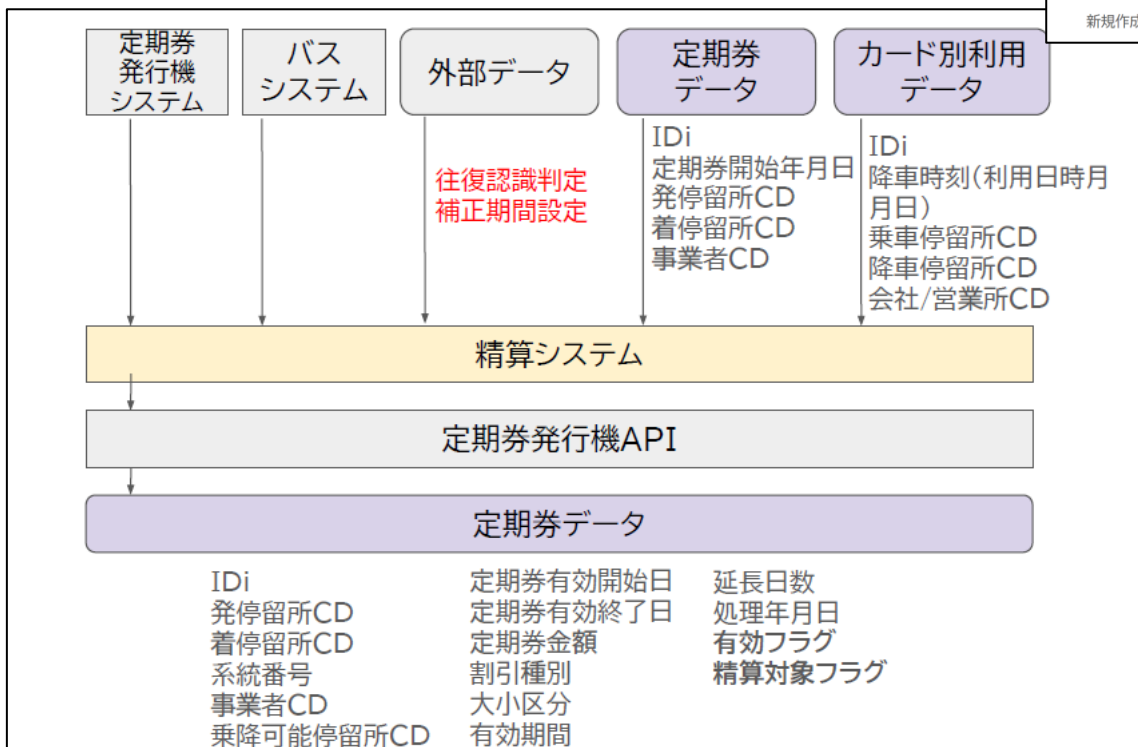 新規作成
定期券
発行機
システム
バス
システム
外部データ
定期券
データ
カード別利用
データ
往復認識判定
補正期間設定
IDi
定期券開始年月日
発停留所CD
着停留所CD
事業者CD
IDi
降車時刻(利用日時月
月日)
乗車停留所CD
降車停留所CD
会社/営業所CD
精算システム
定期券発行機API
定期券データ
IDi
発停留所CD
着停留所CD
系統番号
事業者CD
乗降可能停留所CD
定期券有効開始日
定期券有効終了日
定期券金額
割引種別
大小区分
有効期間
延長日数
処理年月日
有効フラグ
精算対象フラグ